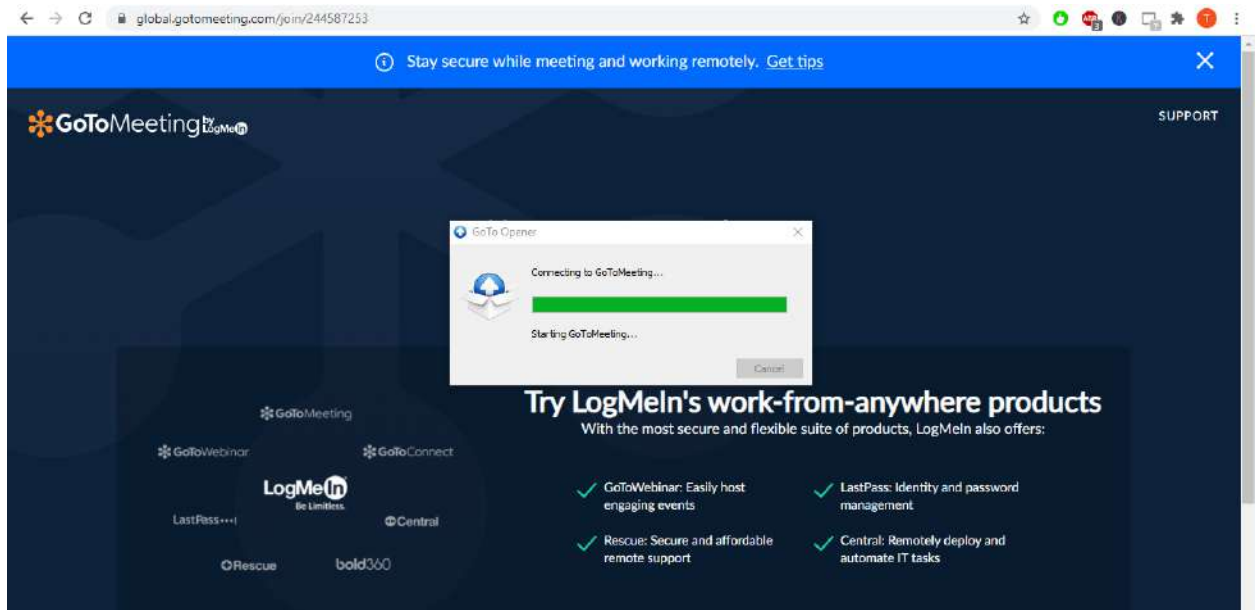 global.gotomeeting.com/join/244587253
Stay secure while meeting and working remotely. Get tips
GoToMeeting by LogMeIn
SUPPORT
GoTo Opener
Connecting to GoToMeeting...
Starting GoToMeeting...
Cancel
Try LogMeIn's work-from-anywhere products
With the most secure and flexible suite of products, LogMeIn also offers:
GoToMeeting
GoToWebinar GoToConnect
LogMeIn
Be Limitless
LastPass
Central
Rescue bold360
GoToWebinar: Easily host
engaging events
Rescue: Secure and affordable
remote support
LastPass: Identity and password
management
Central: Remotely deploy and
automate IT tasks